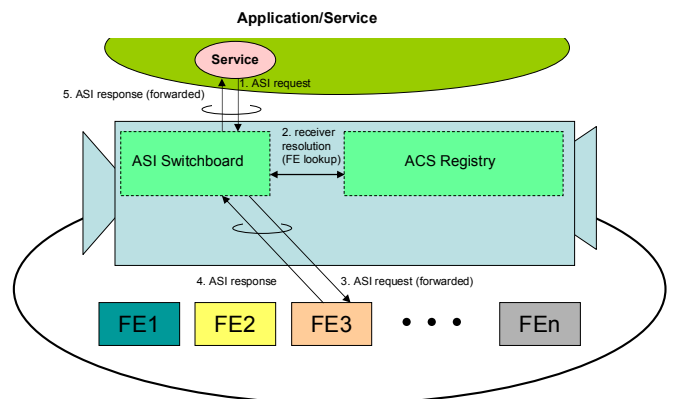 Application/Service
Service
1. ASI request
5. ASI response (forwarded)
2. receiver
resolution
(FE lookup)
ASI Switchboard
ACS Registry
4. ASI response
3. ASI request (forwarded)
FE1
FE2
FE3
• • •
FEn